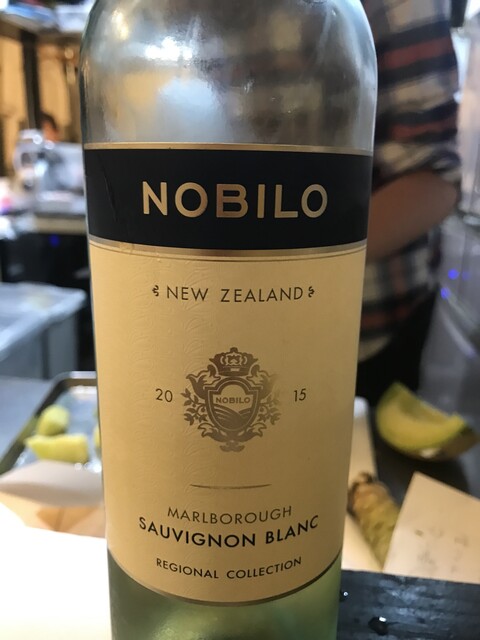 NOBILO
NEW ZEALAND
20 15
NOBILO
MARLBOROUGH
SAUVIGNON BLANC
REGIONAL COLLECTION